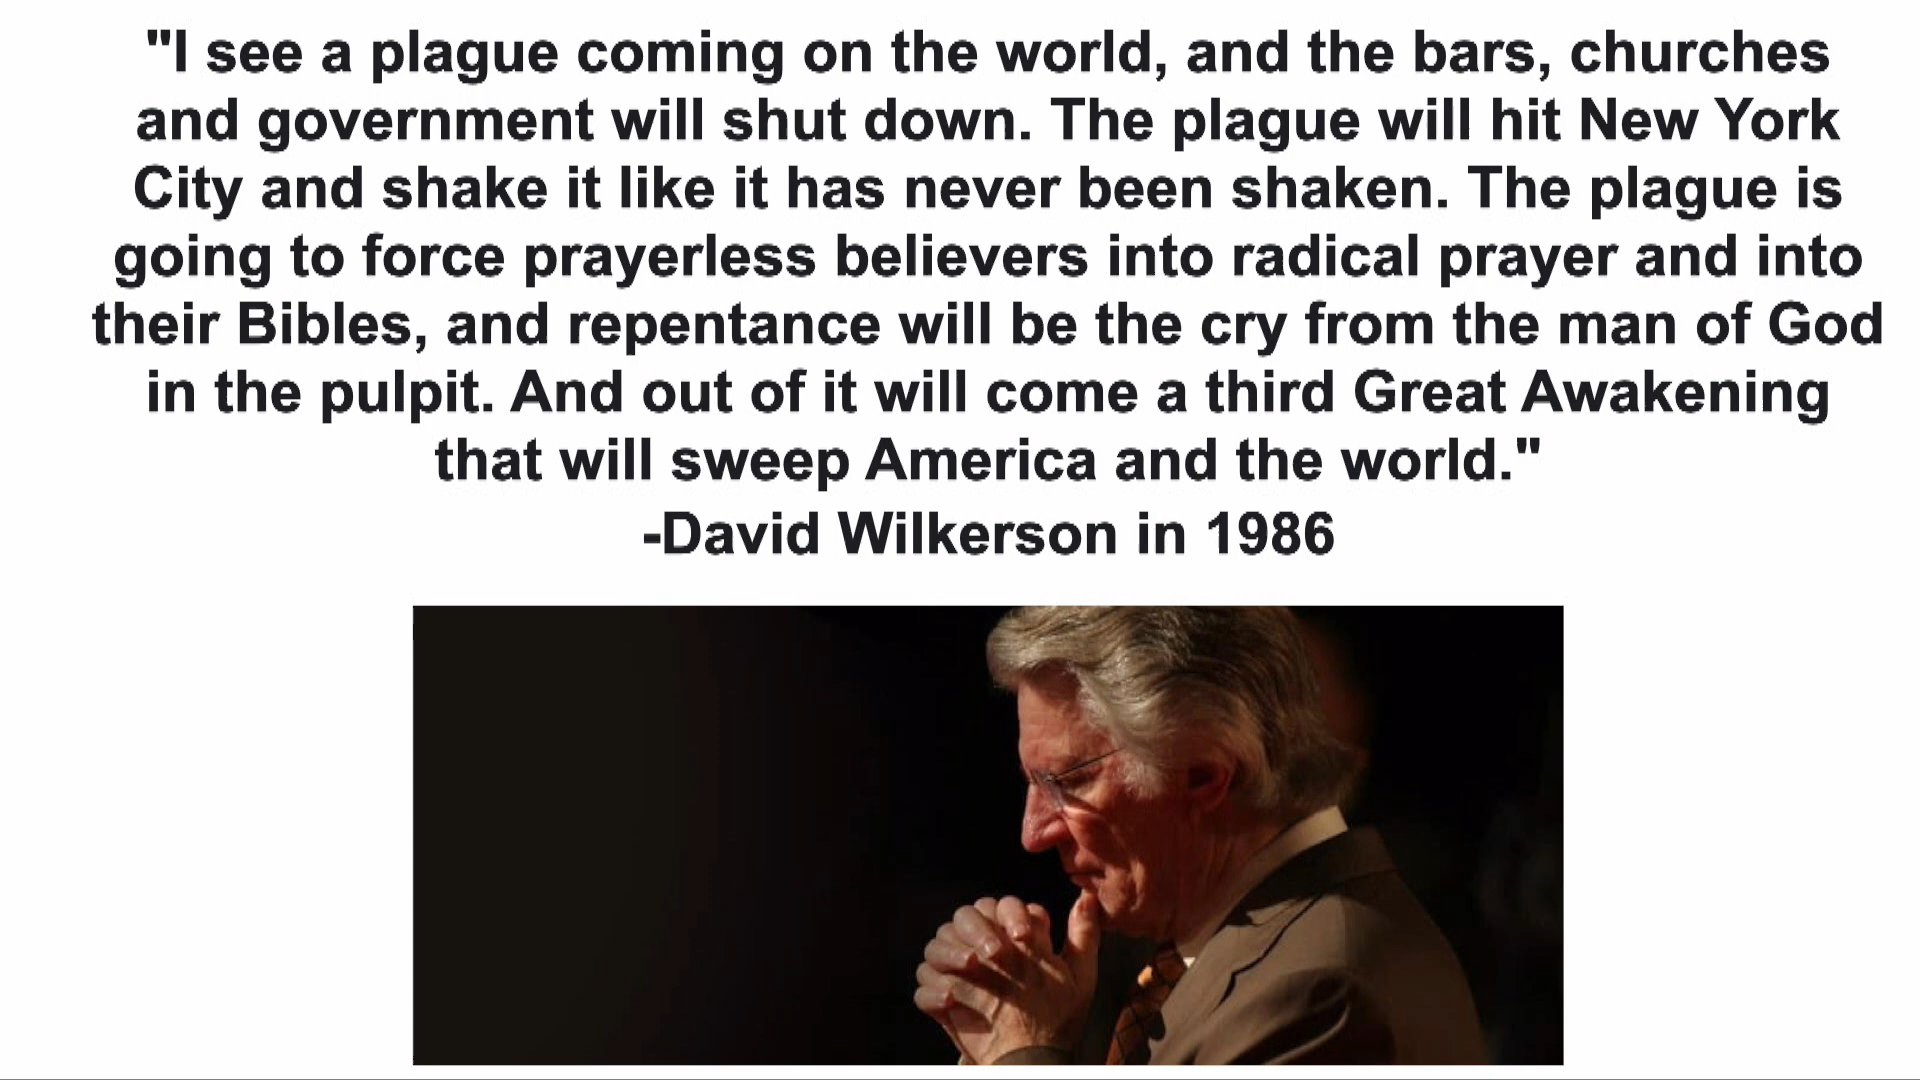 "I see a plague coming on the world, and the bars, churches
and government will shut down. The plague will hit New York
City and shake it like it has never been shaken. The plague is
going to force prayerless believers into radical prayer and into
their Bibles, and repentance will be the cry from the man of God
in the pulpit. And out of it will come a third Great Awakening
that will sweep America and the world."
-David Wilkerson in 1986